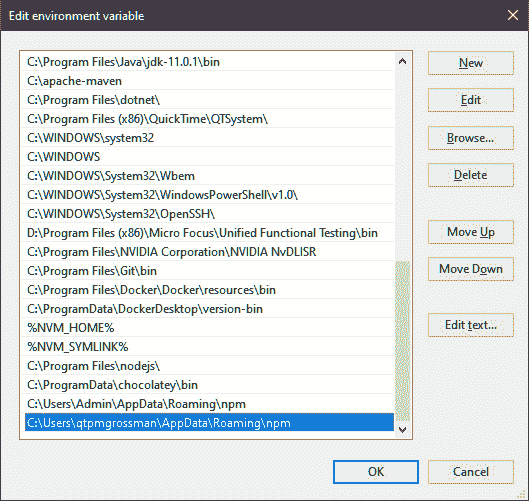 Edit environment variable
C:\Program Files\Java\jdk-11.0.1\bin
C:\apache-maven
C:\Program Files\dotnet\
C:\Program Files (x86)\QuickTime\QTSystem\
C:\WINDOWS\system32
C:\WINDOWS
C:\WINDOWS\System32\Wbem
C:\WINDOWS\System32\WindowsPowerShell\v1.0\
C:\WINDOWS\System32\OpenSSH\
D:\Program Files (x86)\Micro Focus\Unified Functional Testing\bin
C:\Program Files\NVIDIA Corporation\NVIDIA NvDLISR
C:\Program Files\Git\bin
C:\Program Files\Docker\Docker\resources\bin
C:\ProgramData\DockerDesktop\version-bin
%NVM_HOME%
%NVM_SYMLINK%
C:\Program Files\nodejs\
C:\ProgramData\chocolatey\bin
C:\Users\Admin\AppData\Roaming\npm
C:\Users\qtpmgrossman\AppData\Roaming\npm
New
Edit
Browse...
Delete
Move Up
Move Down
Edit text...
OK
Cancel